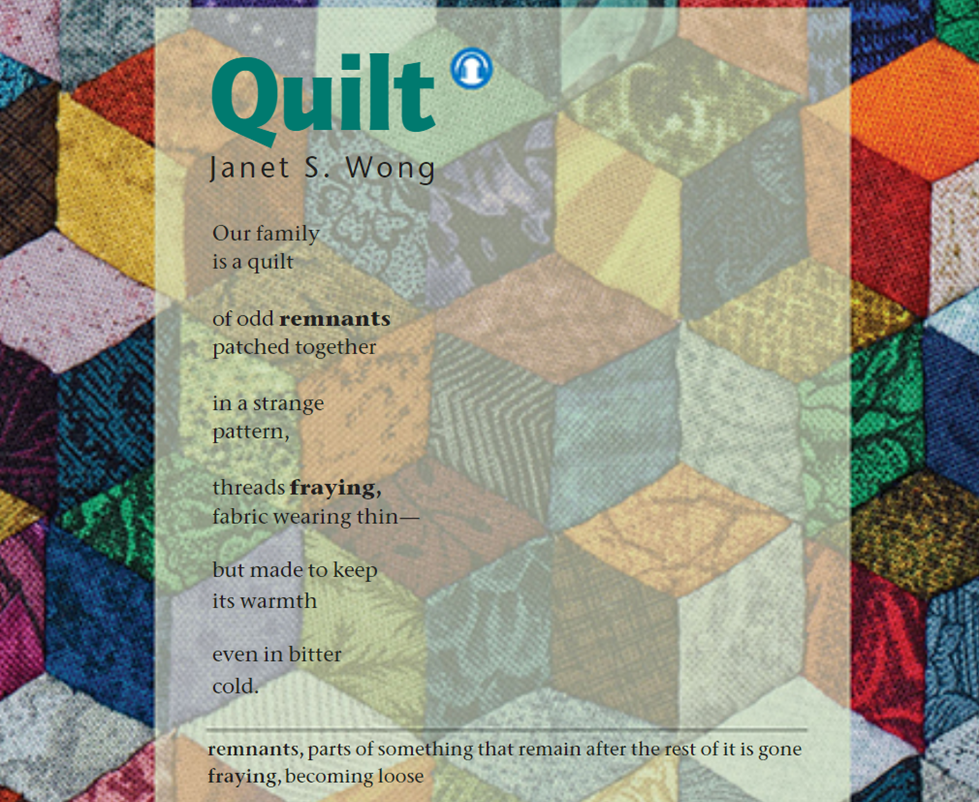 Quilt
Janet S. Wong
Our family
is a quilt
of odd remnants
patched together
in a strange
pattern,
threads fraying,
fabric wearing thin—
but made to keep
its warmth
even in bitter
cold.
remnants, parts of something that remain after the rest of it is gone
fraying, becoming loose